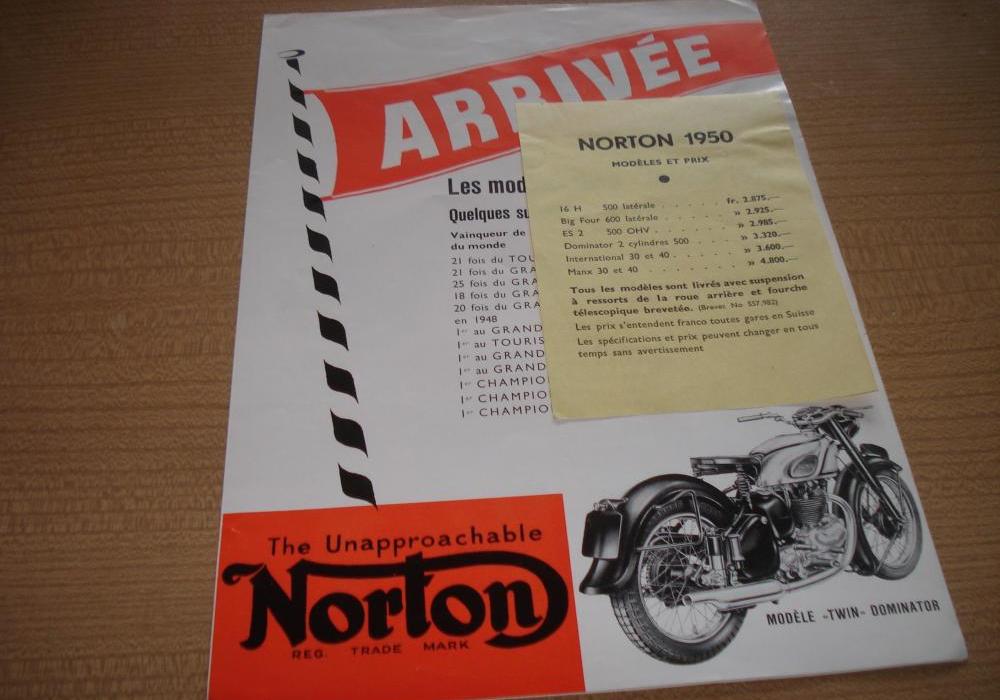 ARRIVÉE
Les mod
Quelques su
Vainqueur de
du monde
21 fois du TOU
21 fois du GRA
25 fois du GRA
18 fois du GRA
20 fois du GRA
en 1948
1er au GRAND
1er au TOURIS
1er au GRAND
1er au GRAND
1er CHAMPIO
1er CHAMPIO
1er CHAMPIO
NORTON 1950
MODÈLES ET PRIX
16 H 500 latérale . . . . . fr. 2.875.—
Big Four 600 latérale . . . . . » 2.925.—
ES 2 500 OHV . . . . . . » 2.985.—
Dominator 2 cylindres 500 . . . . » 3.320.—
International 30 et 40 . . . . . » 3.600.—
Manx 30 et 40 . . . . . . » 4.800.—
Tous les modèles sont livrés avec suspension
à ressorts de la roue arrière et fourche
télescopique brevetée. (Brevet No 557.982)
Les prix s'entendent franco toutes gares en Suisse
Les spécifications et prix peuvent changer en tous
temps sans avertissement
The Unapproachable
Norton
REG. TRADE MARK
MODÈLE «TWIN» DOMINATOR